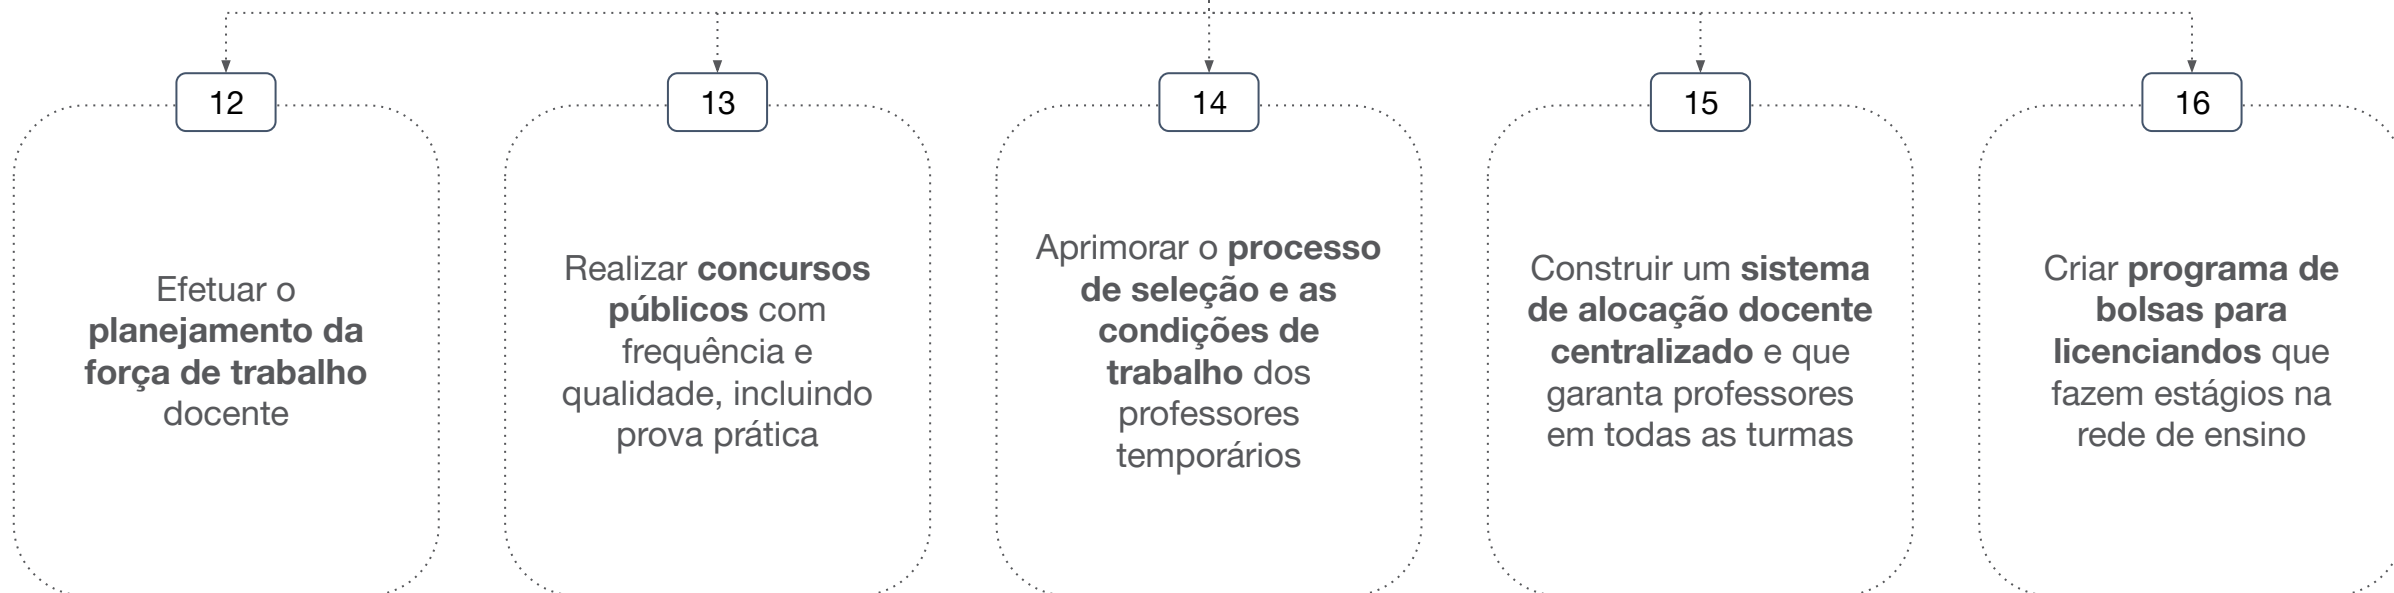 12
Efetuar o
planejamento da
força de trabalho
docente
13
Realizar concursos
públicos com
frequência e
qualidade, incluindo
prova prática
14
Aprimorar o processo
de seleção e as
condições de
trabalho dos
professores
temporários
15
Construir um sistema
de alocação docente
centralizado e que
garanta professores
em todas as turmas
16
Criar programa de
bolsas para
licenciandos que
fazem estágios na
rede de ensino